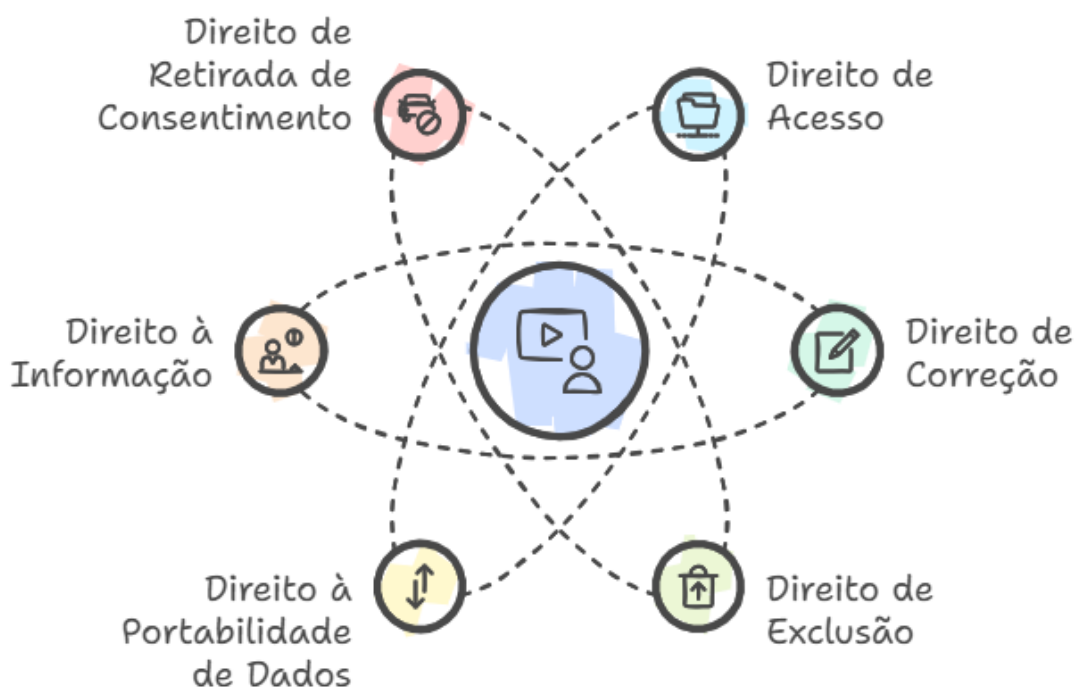 Direito de
Retirada de
Consentimento
Direito de
Acesso
Direito à
Informação
Direito de
Correção
Direito à
Portabilidade
de Dados
Direito de
Exclusão